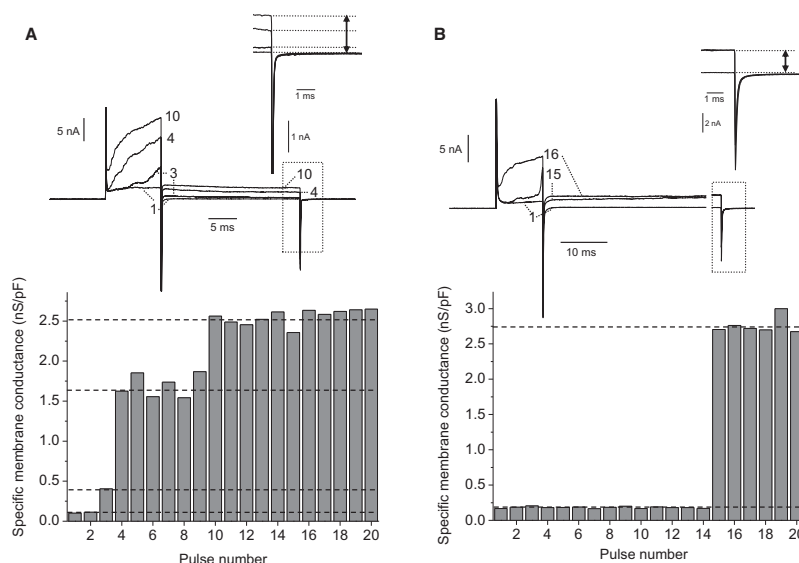 A
B
1 ms
1 nA
5 nA
10
4
3
1
10
4
5 ms
1 ms
2 nA
5 nA
16
15
1
10 ms
Specific membrane conductance (nS/pF)
2.5
2.0
1.5
1.0
0.5
0.0
2 4 6 8 10 12 14 16 18 20
Pulse number
Specific membrane conductance (nS/pF)
3.0
2.5
2.0
1.5
1.0
0.5
0.0
2 4 6 8 10 12 14 16 18 20
Pulse number